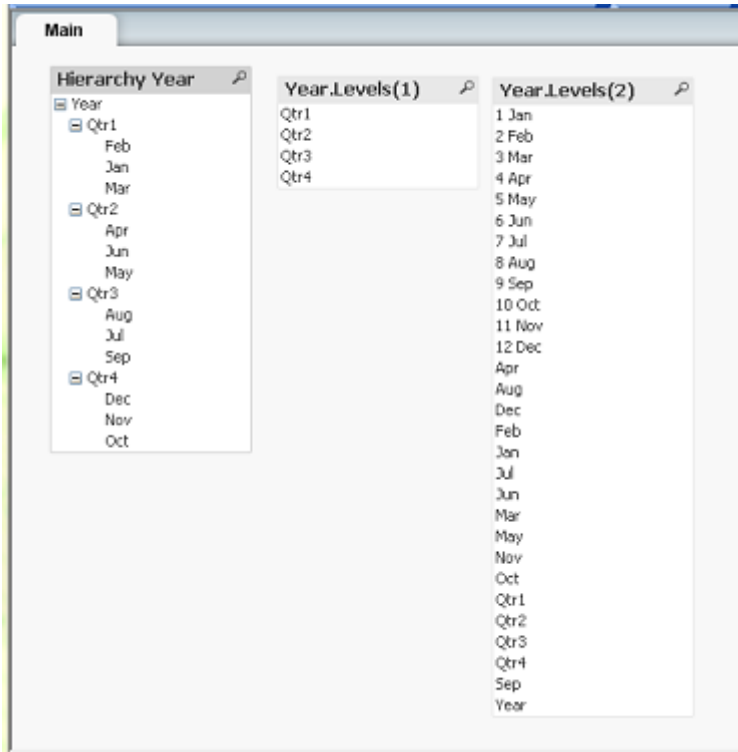 Main
Hierarchy Year
Year
Qtr1
Feb
Jan
Mar
Qtr2
Apr
Jun
May
Qtr3
Aug
Jul
Sep
Qtr4
Dec
Nov
Oct
Year.Levels(1)
Qtr1
Qtr2
Qtr3
Qtr4
Year.Levels(2)
1 Jan
2 Feb
3 Mar
4 Apr
5 May
6 Jun
7 Jul
8 Aug
9 Sep
10 Oct
11 Nov
12 Dec
Apr
Aug
Dec
Feb
Jan
Jul
Jun
Mar
May
Nov
Oct
Qtr1
Qtr2
Qtr3
Qtr4
Sep
Year